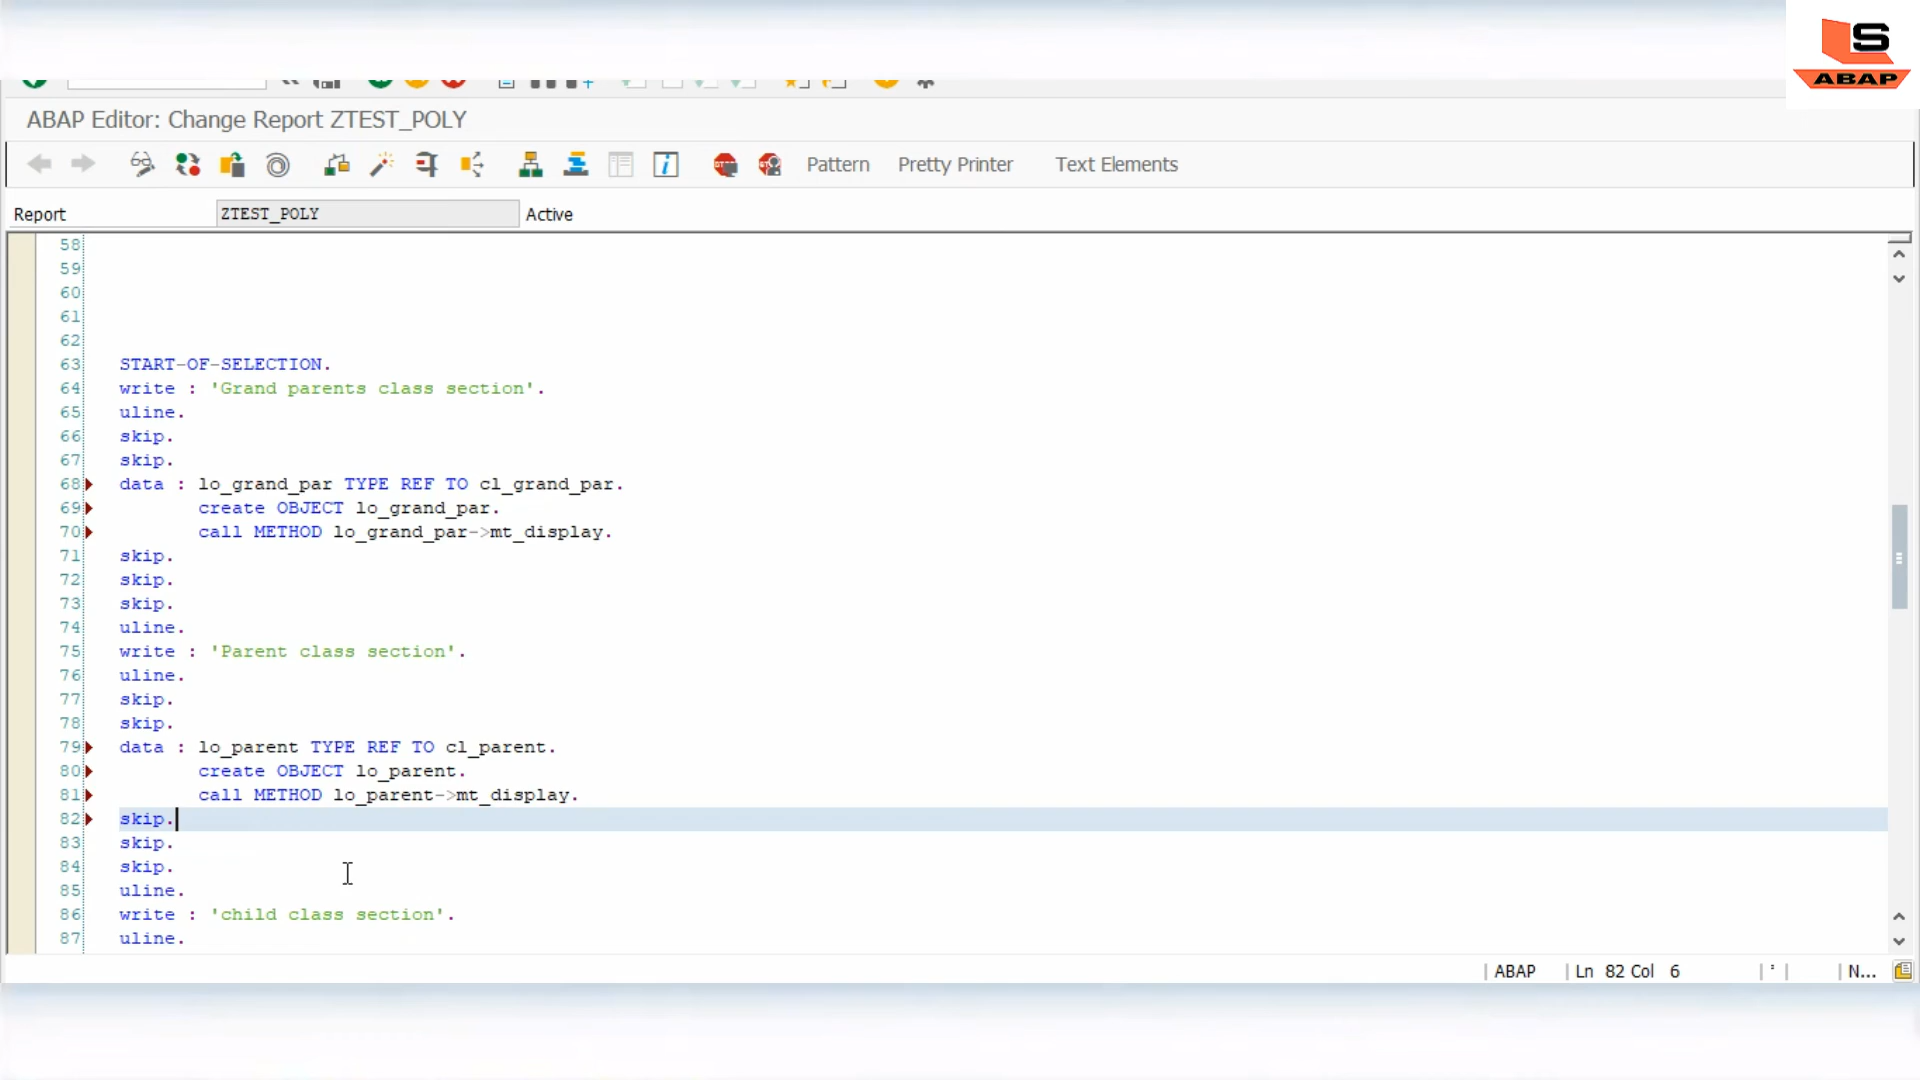 S
ABAP
ABAP Editor: Change Report ZTEST_POLY
Pattern Pretty Printer Text Elements
Report ZTEST_POLY Active
58
59
60
61
62
63 START-OF-SELECTION.
64 write : 'Grand parents class section'.
65 uline.
66 skip.
67 skip.
68 data : lo_grand_par TYPE REF TO cl_grand_par.
69 create OBJECT lo_grand_par.
70 call METHOD lo_grand_par->mt_display.
71 skip.
72 skip.
73 skip.
74 uline.
75 write : 'Parent class section'.
76 uline.
77 skip.
78 skip.
79 data : lo_parent TYPE REF TO cl_parent.
80 create OBJECT lo_parent.
81 call METHOD lo_parent->mt_display.
82 skip.
83 skip.
84 skip.
85 uline.
86 write : 'child class section'.
87 uline.
ABAP Ln 82 Col 6 N...